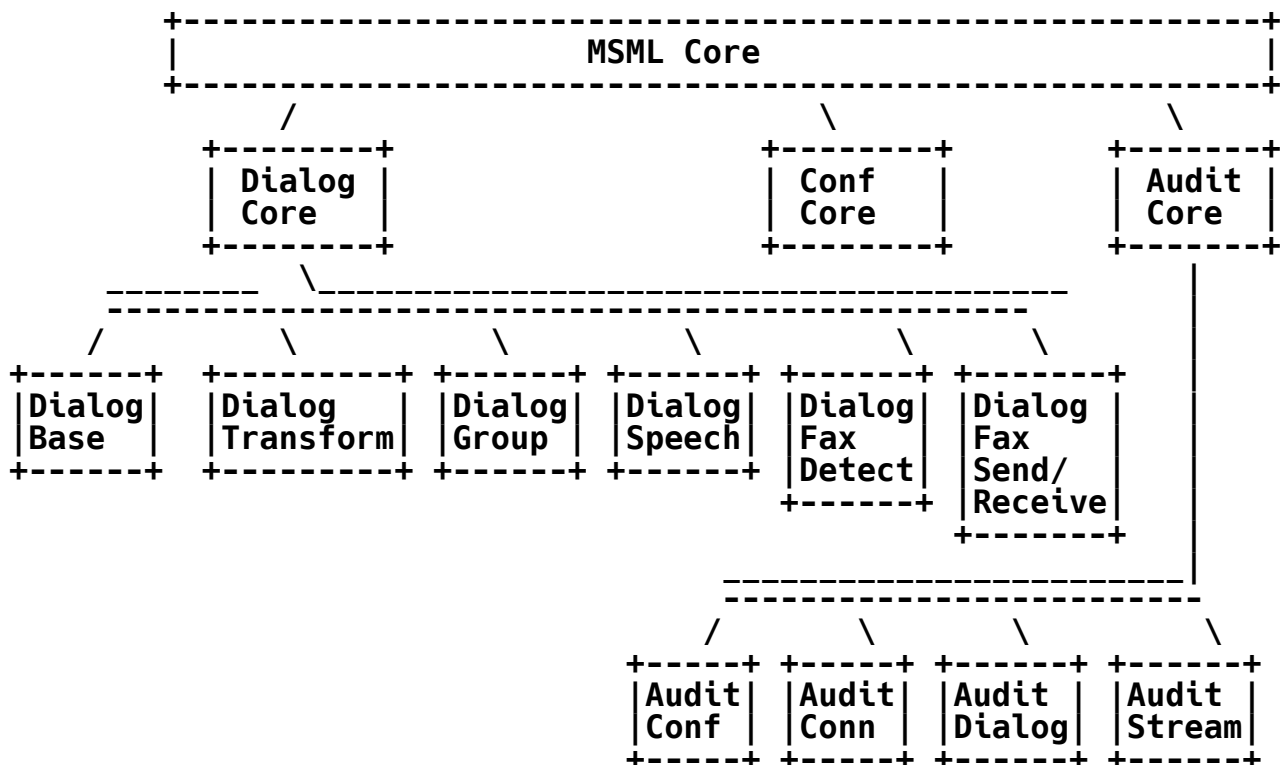 MSML Core
Dialog Core
Conf Core
Audit Core
Dialog Base
Dialog Transform
Dialog Group
Dialog Speech
Dialog Fax Detect
Dialog Fax Send/ Receive
Audit Conf
Audit Conn
Audit Dialog
Audit Stream